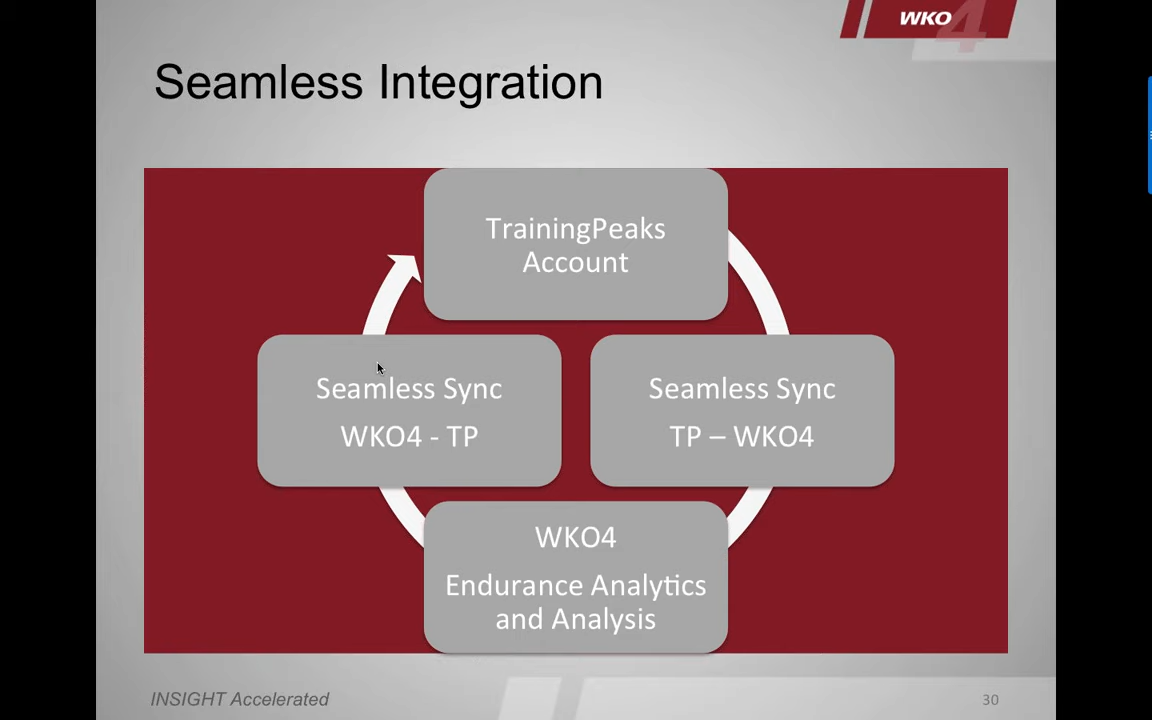 WKO 4
Seamless Integration
TrainingPeaks
Account
Seamless Sync
WKO4 - TP
Seamless Sync
TP – WKO4
WKO4
Endurance Analytics
and Analysis
INSIGHT Accelerated
30